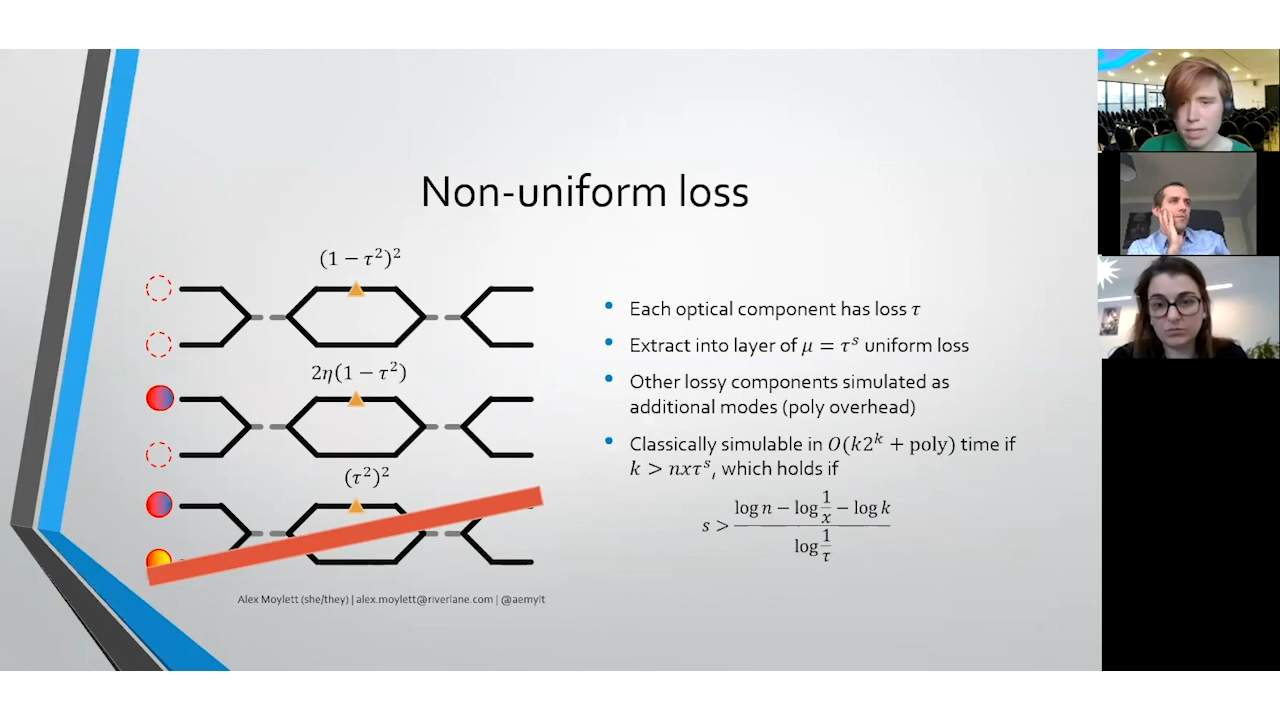 Non-uniform loss
(1 − τ²)²
2η(1 − τ²)
(τ²)²
• Each optical component has loss τ
• Extract into layer of μ = τˢ uniform loss
• Other lossy components simulated as
additional modes (poly overhead)
• Classically simulable in O(k2ᵏ + poly) time if
k > nxτˢ, which holds if
s > (log n − log 1/x − log k) / (log 1/τ)
Alex Moylett (she/they) | alex.moylett@riverlane.com | @aemylt